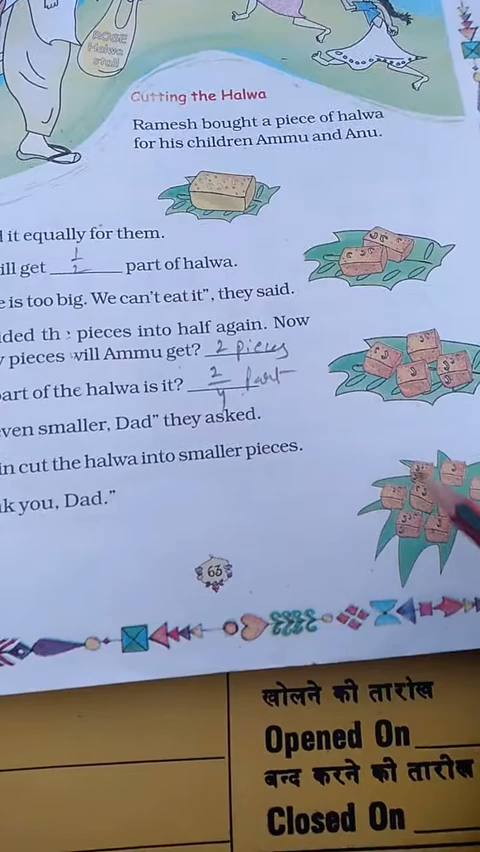 ROSE
Halwa
stall
Cutting the Halwa
Ramesh bought a piece of halwa
for his children Ammu and Anu.
it equally for them.
ill get 1/2 part of halwa.
is too big. We can't eat it", they said.
ded the pieces into half again. Now
pieces will Ammu get? 2 pieces
part of the halwa is it? 2/4 Part
ven smaller, Dad" they asked.
in cut the halwa into smaller pieces.
k you, Dad."
63
खोलने की तारीख
Opened On
बन्द करने की तारीख
Closed On